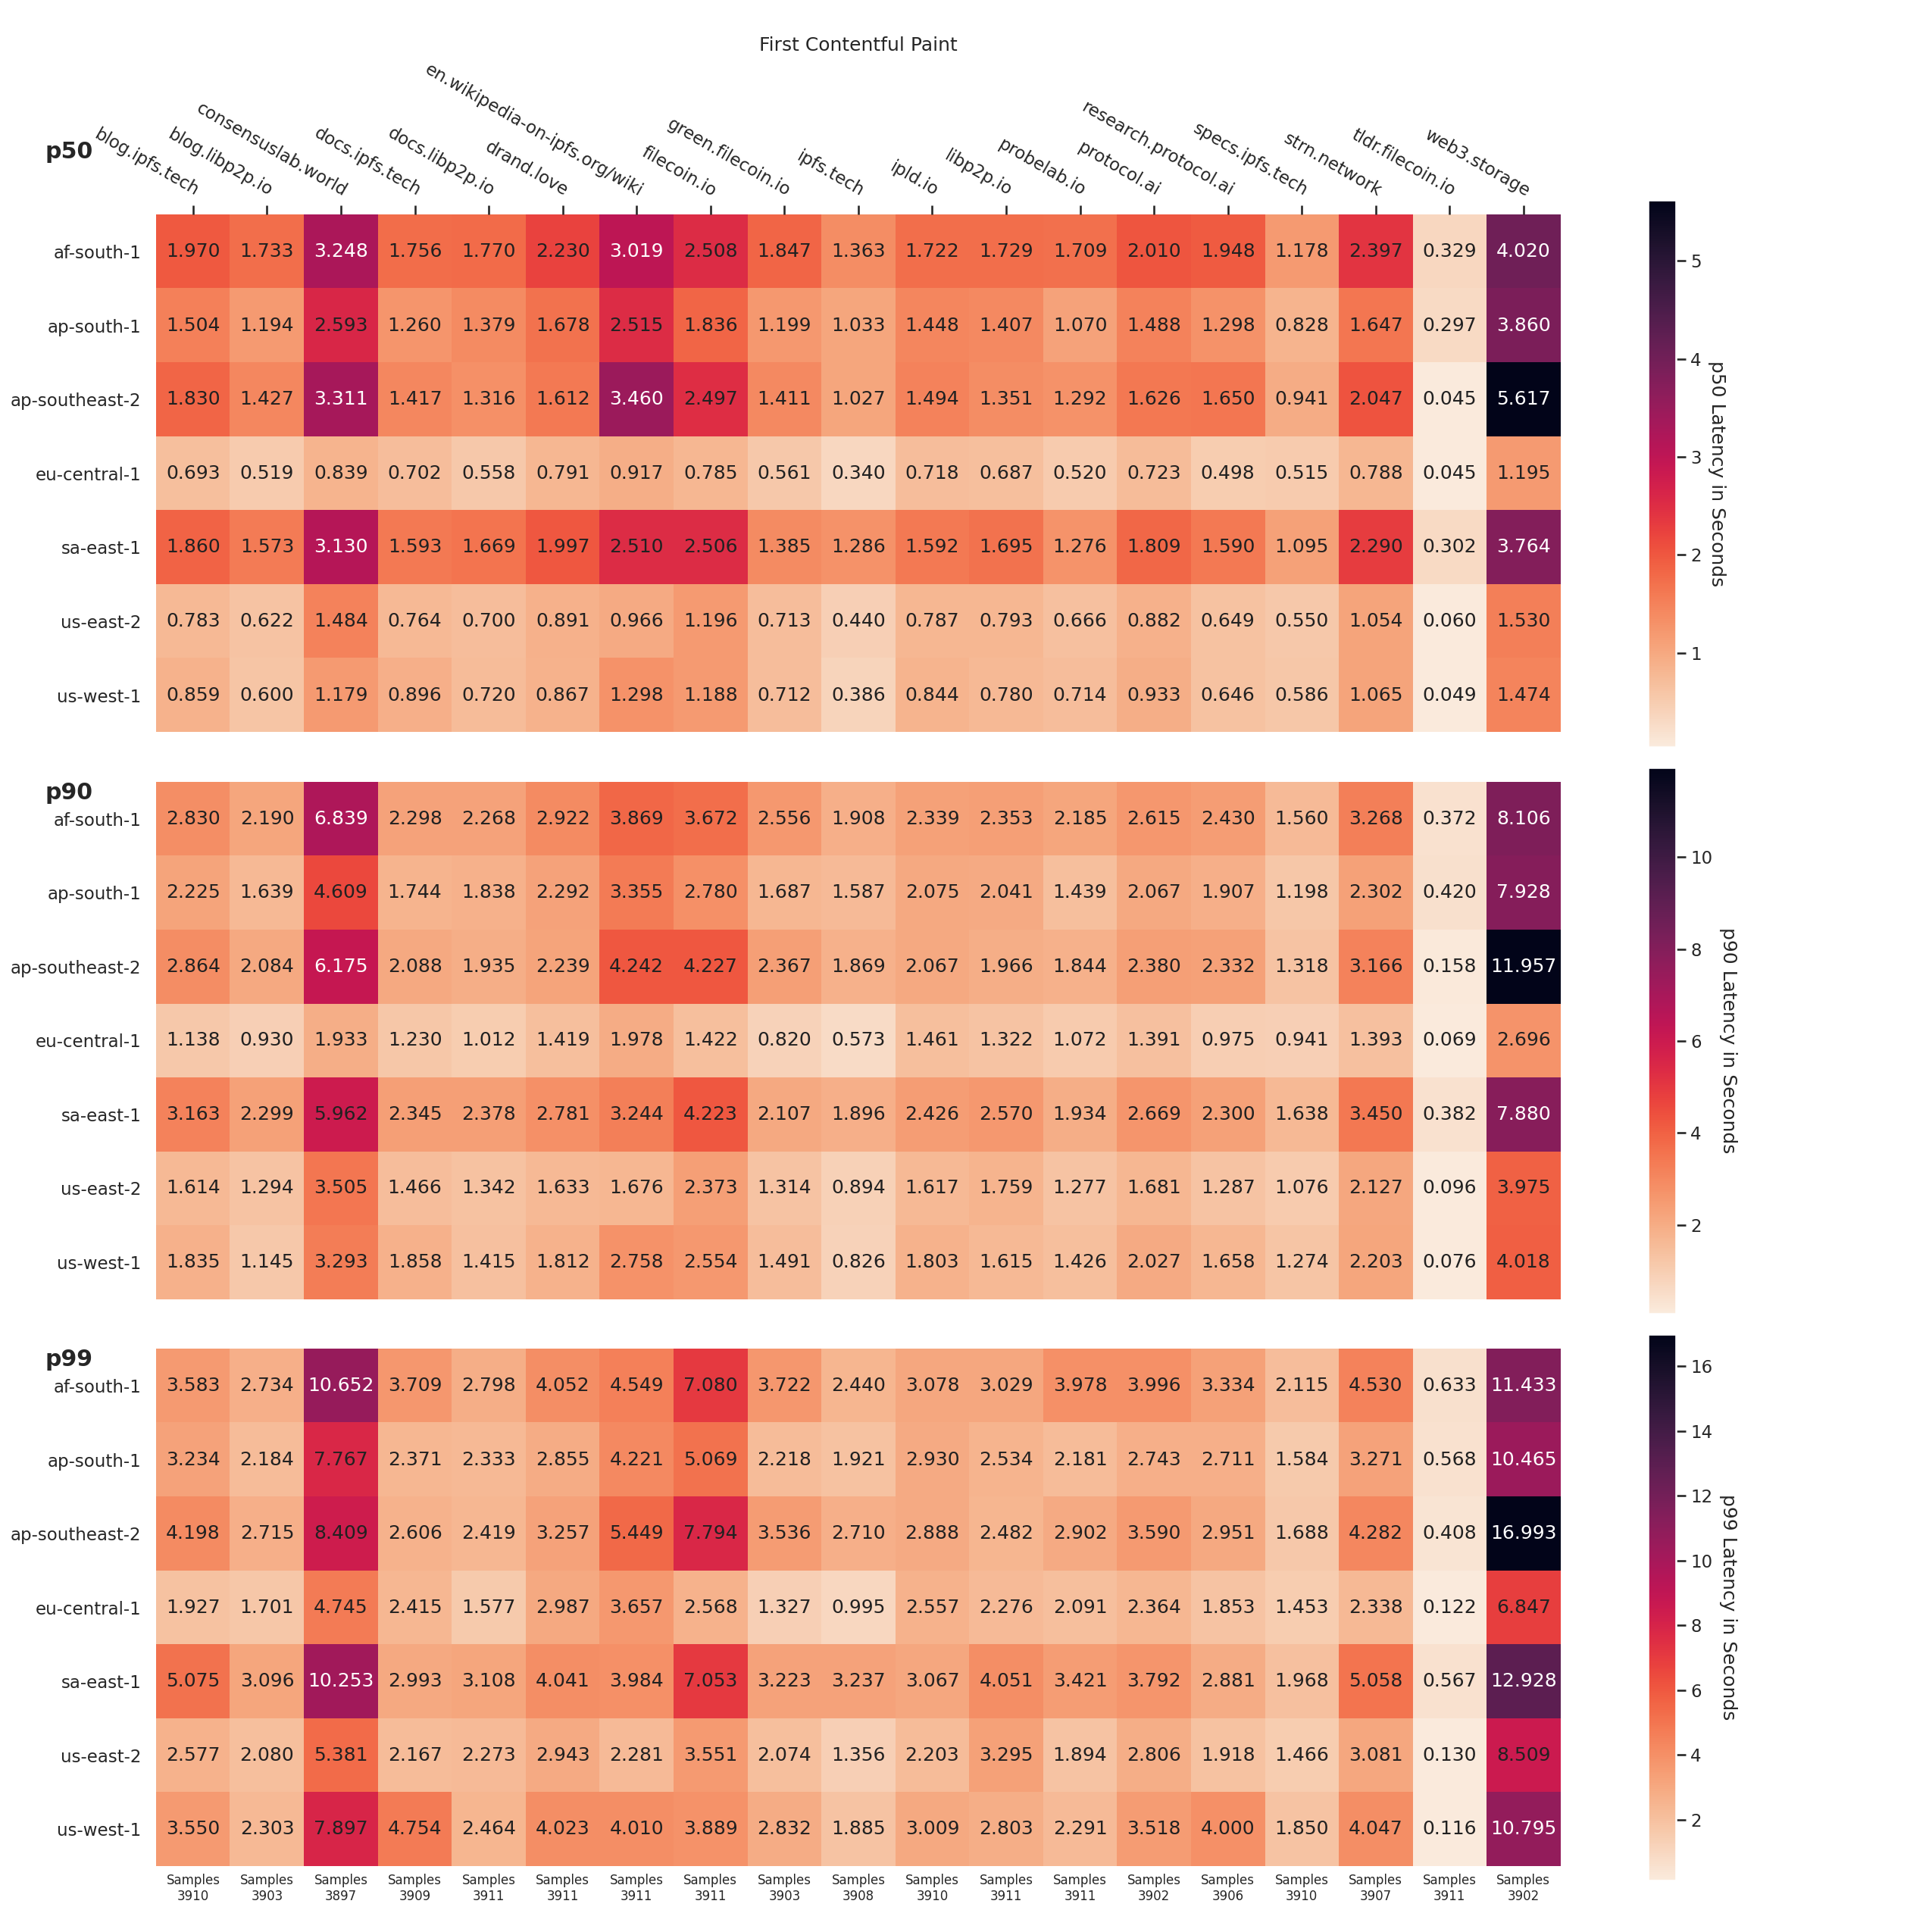 First Contentful Paint
p50
blog.ipfs.tech
blog.libp2p.io
consensuslab.world
docs.ipfs.tech
docs.libp2p.io
drand.love
en.wikipedia-on-ipfs.org/wiki
filecoin.io
green.filecoin.io
ipfs.tech
ipld.io
libp2p.io
probelab.io
protocol.ai
research.protocol.ai
specs.ipfs.tech
strn.network
tldr.filecoin.io
web3.storage
af-south-1 1.970 1.733 3.248 1.756 1.770 2.230 3.019 2.508 1.847 1.363 1.722 1.729 1.709 2.010 1.948 1.178 2.397 0.329 4.020
ap-south-1 1.504 1.194 2.593 1.260 1.379 1.678 2.515 1.836 1.199 1.033 1.448 1.407 1.070 1.488 1.298 0.828 1.647 0.297 3.860
ap-southeast-2 1.830 1.427 3.311 1.417 1.316 1.612 3.460 2.497 1.411 1.027 1.494 1.351 1.292 1.626 1.650 0.941 2.047 0.045 5.617
eu-central-1 0.693 0.519 0.839 0.702 0.558 0.791 0.917 0.785 0.561 0.340 0.718 0.687 0.520 0.723 0.498 0.515 0.788 0.045 1.195
sa-east-1 1.860 1.573 3.130 1.593 1.669 1.997 2.510 2.506 1.385 1.286 1.592 1.695 1.276 1.809 1.590 1.095 2.290 0.302 3.764
us-east-2 0.783 0.622 1.484 0.764 0.700 0.891 0.966 1.196 0.713 0.440 0.787 0.793 0.666 0.882 0.649 0.550 1.054 0.060 1.530
us-west-1 0.859 0.600 1.179 0.896 0.720 0.867 1.298 1.188 0.712 0.386 0.844 0.780 0.714 0.933 0.646 0.586 1.065 0.049 1.474
5
4
3
2
1
p50 Latency in Seconds
p90
af-south-1 2.830 2.190 6.839 2.298 2.268 2.922 3.869 3.672 2.556 1.908 2.339 2.353 2.185 2.615 2.430 1.560 3.268 0.372 8.106
ap-south-1 2.225 1.639 4.609 1.744 1.838 2.292 3.355 2.780 1.687 1.587 2.075 2.041 1.439 2.067 1.907 1.198 2.302 0.420 7.928
ap-southeast-2 2.864 2.084 6.175 2.088 1.935 2.239 4.242 4.227 2.367 1.869 2.067 1.966 1.844 2.380 2.332 1.318 3.166 0.158 11.957
eu-central-1 1.138 0.930 1.933 1.230 1.012 1.419 1.978 1.422 0.820 0.573 1.461 1.322 1.072 1.391 0.975 0.941 1.393 0.069 2.696
sa-east-1 3.163 2.299 5.962 2.345 2.378 2.781 3.244 4.223 2.107 1.896 2.426 2.570 1.934 2.669 2.300 1.638 3.450 0.382 7.880
us-east-2 1.614 1.294 3.505 1.466 1.342 1.633 1.676 2.373 1.314 0.894 1.617 1.759 1.277 1.681 1.287 1.076 2.127 0.096 3.975
us-west-1 1.835 1.145 3.293 1.858 1.415 1.812 2.758 2.554 1.491 0.826 1.803 1.615 1.426 2.027 1.658 1.274 2.203 0.076 4.018
10
8
6
4
2
p90 Latency in Seconds
p99
af-south-1 3.583 2.734 10.652 3.709 2.798 4.052 4.549 7.080 3.722 2.440 3.078 3.029 3.978 3.996 3.334 2.115 4.530 0.633 11.433
ap-south-1 3.234 2.184 7.767 2.371 2.333 2.855 4.221 5.069 2.218 1.921 2.930 2.534 2.181 2.743 2.711 1.584 3.271 0.568 10.465
ap-southeast-2 4.198 2.715 8.409 2.606 2.419 3.257 5.449 7.794 3.536 2.710 2.888 2.482 2.902 3.590 2.951 1.688 4.282 0.408 16.993
eu-central-1 1.927 1.701 4.745 2.415 1.577 2.987 3.657 2.568 1.327 0.995 2.557 2.276 2.091 2.364 1.853 1.453 2.338 0.122 6.847
sa-east-1 5.075 3.096 10.253 2.993 3.108 4.041 3.984 7.053 3.223 3.237 3.067 4.051 3.421 3.792 2.881 1.968 5.058 0.567 12.928
us-east-2 2.577 2.080 5.381 2.167 2.273 2.943 2.281 3.551 2.074 1.356 2.203 3.295 1.894 2.806 1.918 1.466 3.081 0.130 8.509
us-west-1 3.550 2.303 7.897 4.754 2.464 4.023 4.010 3.889 2.832 1.885 3.009 2.803 2.291 3.518 4.000 1.850 4.047 0.116 10.795
16
14
12
10
8
6
4
2
p99 Latency in Seconds
Samples Samples Samples Samples Samples Samples Samples Samples Samples Samples Samples Samples Samples Samples Samples Samples Samples Samples Samples
3910 3903 3897 3909 3911 3911 3911 3911 3903 3908 3910 3911 3911 3902 3906 3910 3907 3911 3902